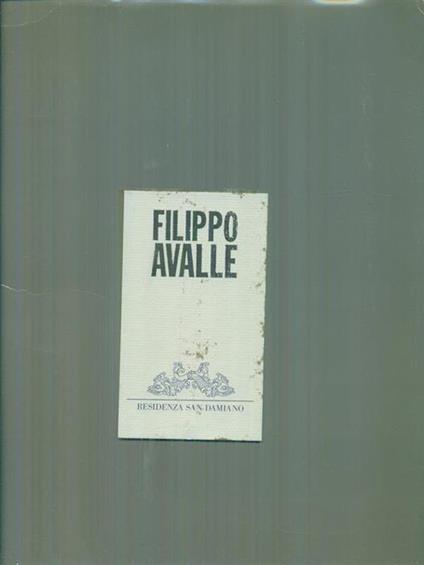 FILIPPO
AVALLE
RESIDENZA SAN DAMIANO